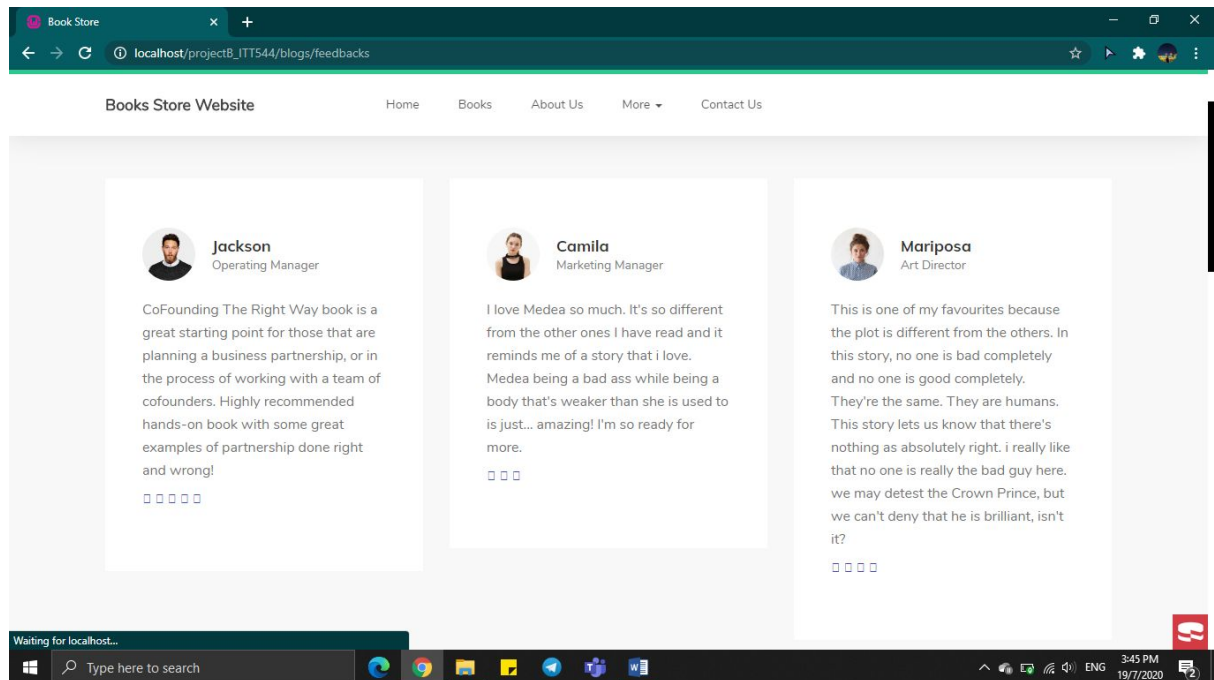 Book Store
localhost/projectB_ITT544/blogs/feedbacks
Books Store Website
Home
Books
About Us
More
Contact Us
Jackson
Operating Manager
CoFounding The Right Way book is a
great starting point for those that are
planning a business partnership, or in
the process of working with a team of
cofounders. Highly recommended
hands-on book with some great
examples of partnership done right
and wrong!
Camila
Marketing Manager
I love Medea so much. It's so different
from the other ones I have read and it
reminds me of a story that i love.
Medea being a bad ass while being a
body that's weaker than she is used to
is just... amazing! I'm so ready for
more.
Mariposa
Art Director
This is one of my favourites because
the plot is different from the others. In
this story, no one is bad completely
and no one is good completely.
They're the same. They are humans.
This story lets us know that there's
nothing as absolutely right. i really like
that no one is really the bad guy here.
we may detest the Crown Prince, but
we can't deny that he is brilliant, isn't
it?
Waiting for localhost...
Type here to search
ENG
3:45 PM
19/7/2020
2